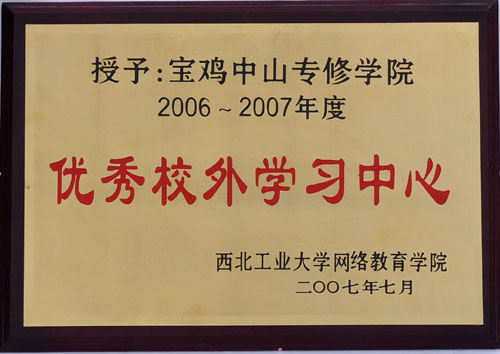 授予:宝鸡中山专修学院
2006~2007年度
优秀校外学习中心
西北工业大学网络教育学院
二〇〇七年七月